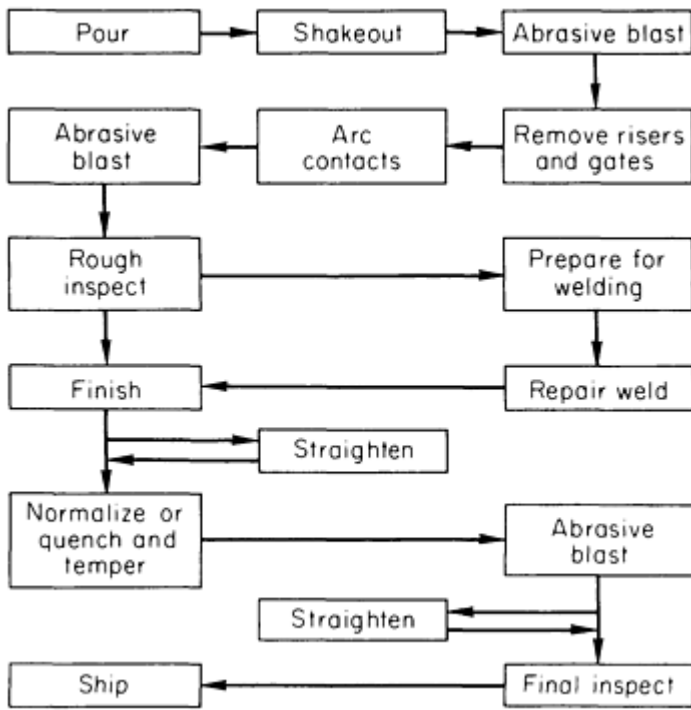 Pour
Shakeout
Abrasive blast
Abrasive
blast
Arc
contacts
Remove risers
and gates
Rough
inspect
Prepare for
welding
Finish
Repair weld
Straighten
Normalize or
quench and
temper
Abrasive
blast
Straighten
Ship
Final inspect